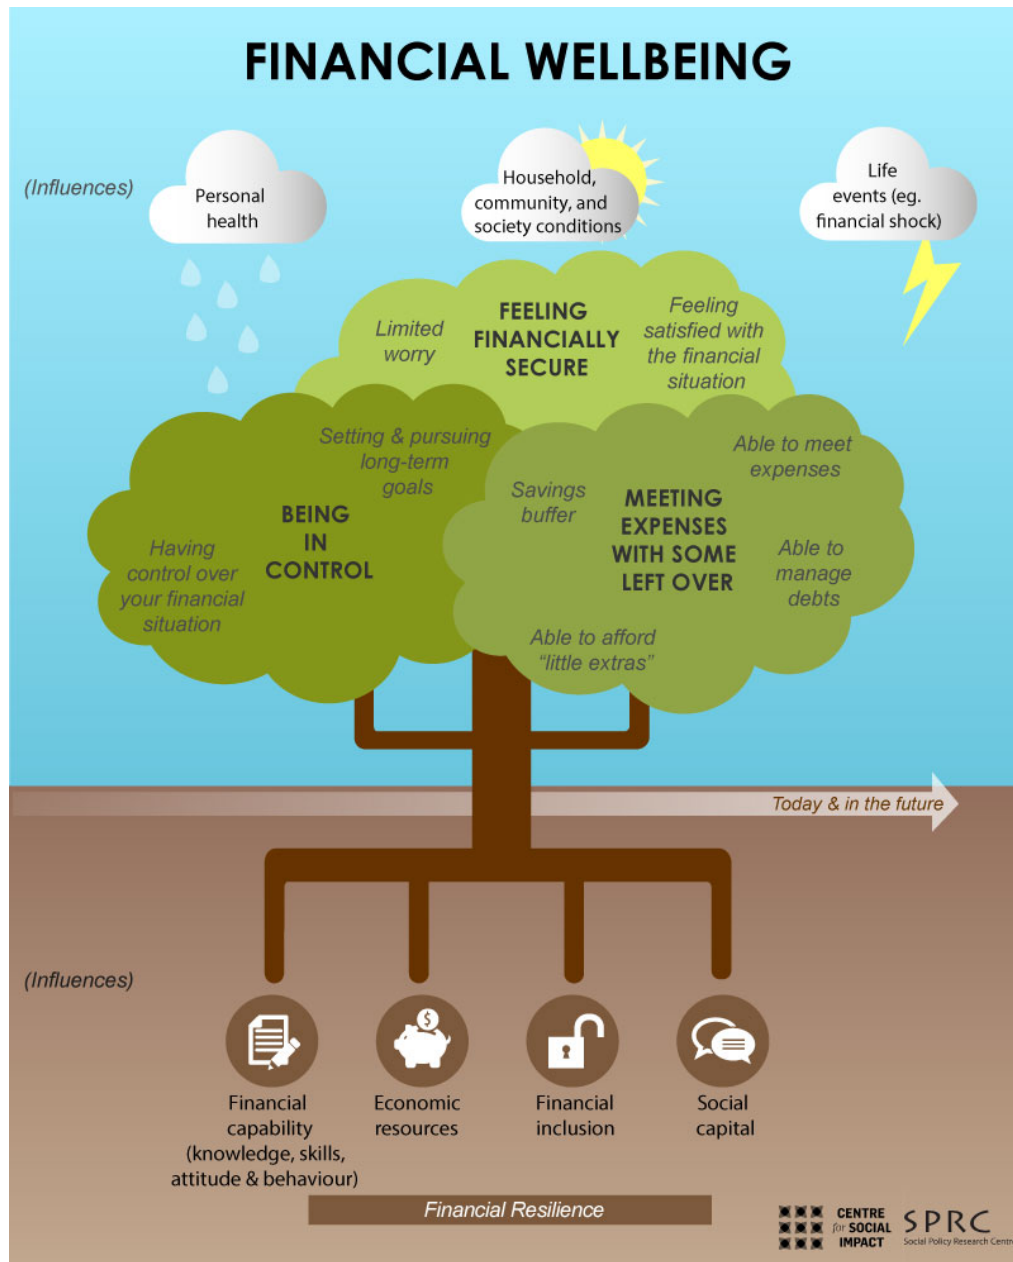 FINANCIAL WELLBEING
(Influences)
Personal
health
Household,
community, and
society conditions
Life
events (eg.
financial shock)
Limited
worry
FEELING
FINANCIALLY
SECURE
Feeling
satisfied with
the financial
situation
Setting & pursuing
long-term
goals
BEING
IN
CONTROL
Having
control over
your financial
situation
Savings
buffer
MEETING
EXPENSES
WITH SOME
LEFT OVER
Able to meet
expenses
Able to
manage
debts
Able to afford
“little extras”
Today & in the future
(Influences)
$
Financial
capability
(knowledge, skills,
attitude & behaviour)
Economic
resources
Financial
inclusion
Social
capital
Financial Resilience
CENTRE
for SOCIAL
IMPACT
SPRC
Social Policy Research Centre